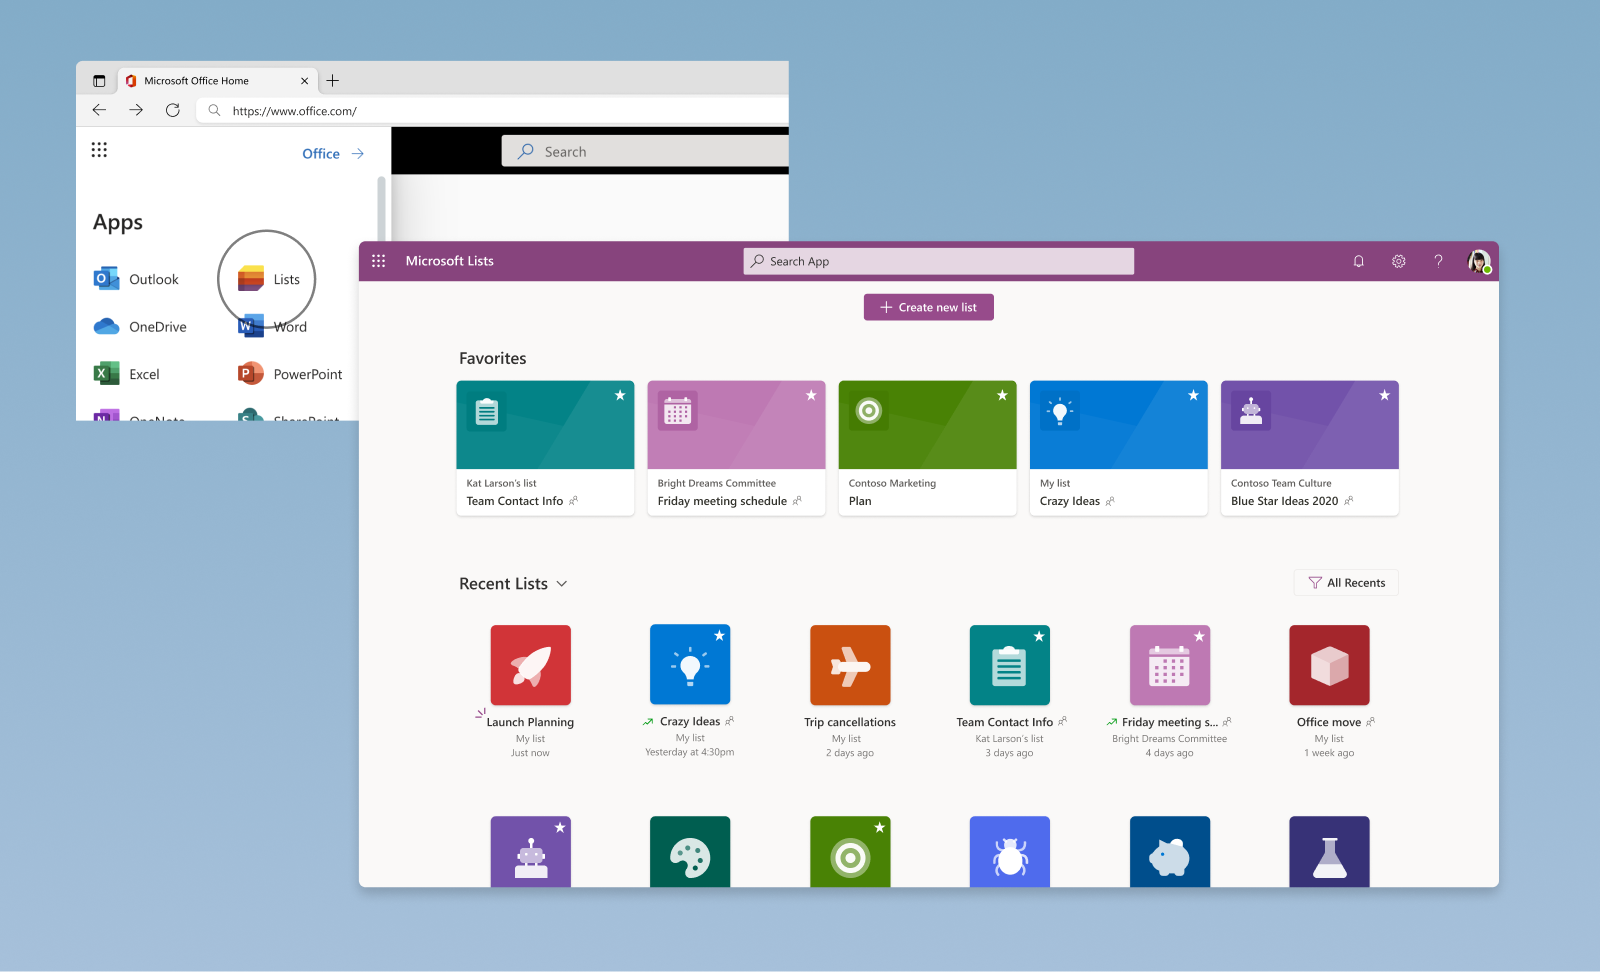 Microsoft Office Home
https://www.office.com/
Office
Search
Apps
Outlook
Lists
OneDrive
Word
Excel
PowerPoint
OneNote
SharePoint
Microsoft Lists
Search App
Create new list
Favorites
Kat Larson's list
Team Contact Info
Bright Dreams Committee
Friday meeting schedule
Contoso Marketing
Plan
My list
Crazy Ideas
Contoso Team Culture
Blue Star Ideas 2020
Recent Lists
All Recents
Launch Planning
My list
Just now
Crazy Ideas
My list
Yesterday at 4:30pm
Trip cancellations
My list
2 days ago
Team Contact Info
Kat Larson's list
3 days ago
Friday meeting s...
Bright Dreams Committee
4 days ago
Office move
My list
1 week ago